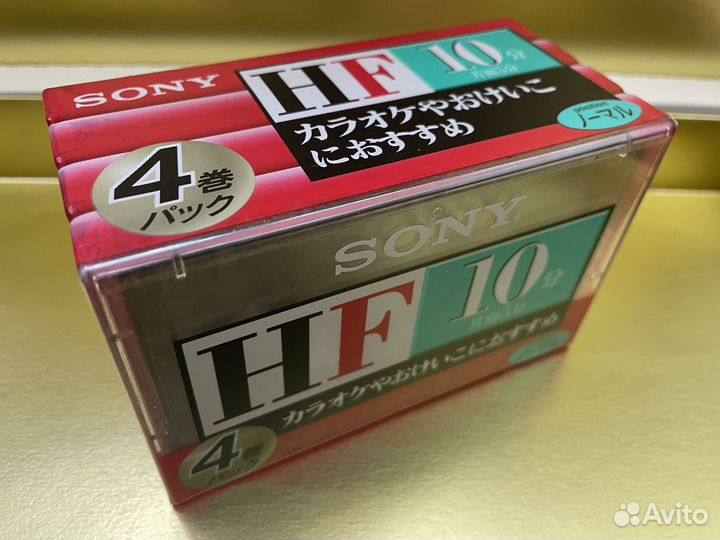 SONY
HF
10分
片面5分
カラオケやおけいこ
におすすめ
position
ノーマル
4巻
パック
SONY
HF
10分
片面5分
カラオケやおけいこにおすすめ
4巻
パック
Avito